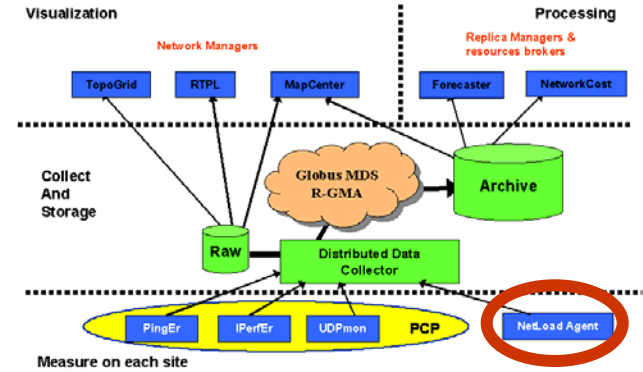 Visualization
Processing
Network Managers
Replica Managers &
resources brokers
TopoGrid
RTPL
MapCenter
Forecaster
NetworkCost
Collect
And
Storage
Globus MDS
R-GMA
Archive
Raw
Distributed Data
Collector
PingEr
IPerfEr
UDPmon
PCP
NetLoad Agent
Measure on each site